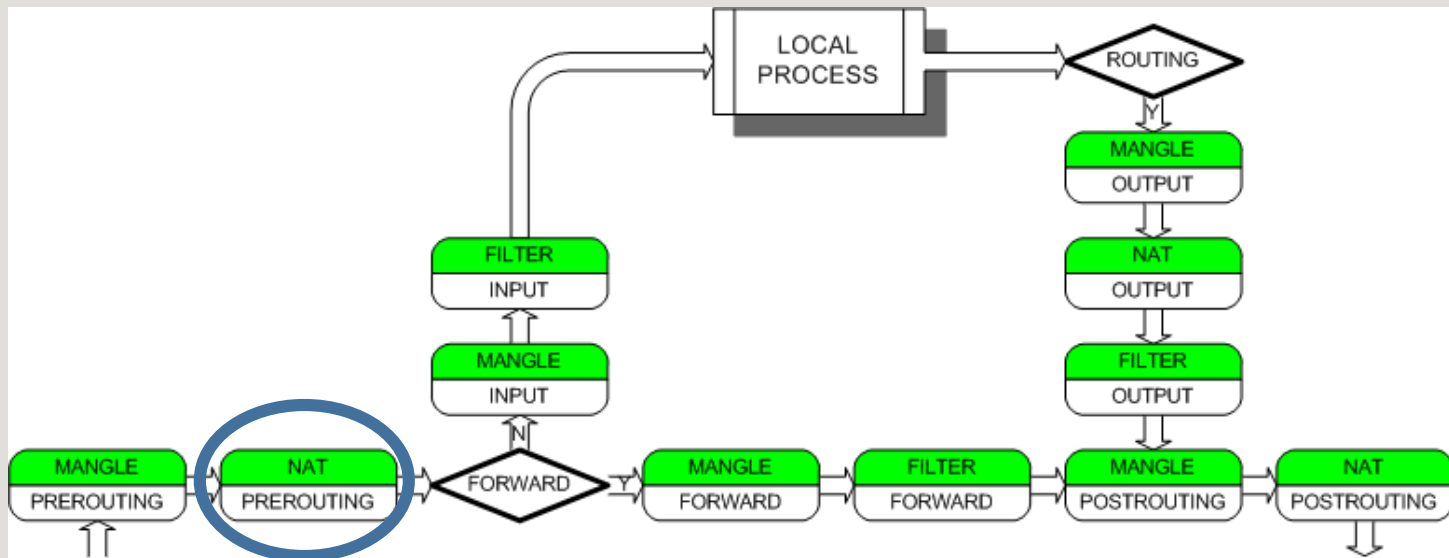 LOCAL
PROCESS
ROUTING
Y
MANGLE
OUTPUT
FILTER
INPUT
NAT
OUTPUT
MANGLE
INPUT
FILTER
OUTPUT
N
MANGLE
PREROUTING
NAT
PREROUTING
FORWARD
Y
MANGLE
FORWARD
FILTER
FORWARD
MANGLE
POSTROUTING
NAT
POSTROUTING